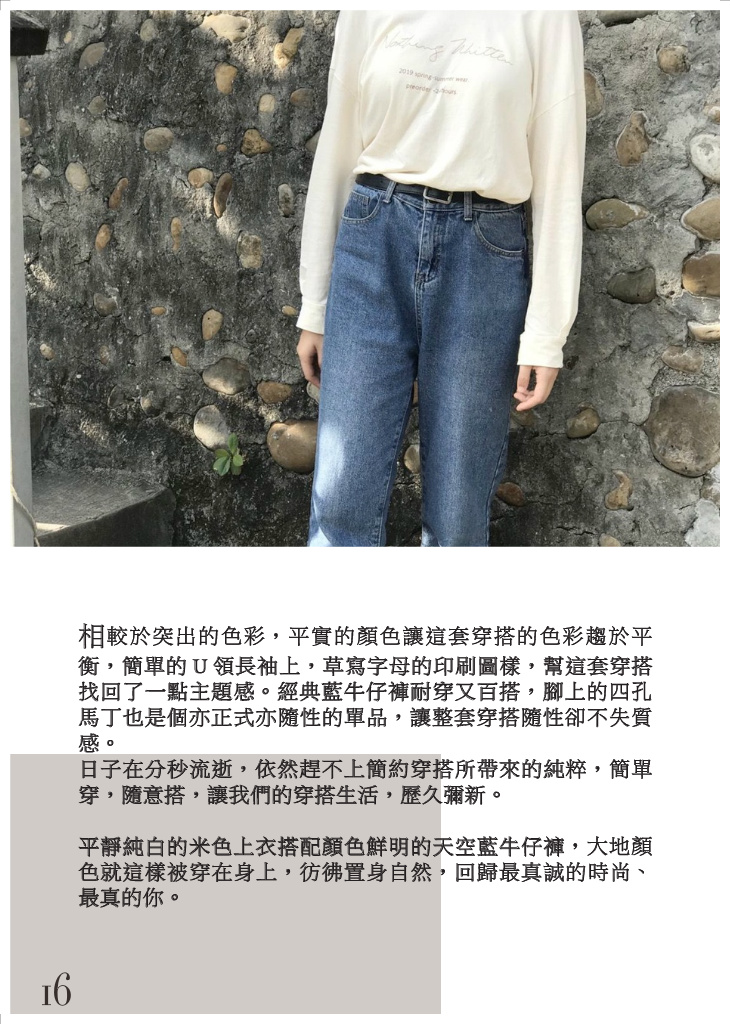 2019 spring
相較於突出的色彩，平實的顏色讓這套穿搭的色彩趨於平
衡，簡單的 U 領長袖上，草寫字母的印刷圖樣，幫這套穿搭
找回了一點主題感。經典藍牛仔褲耐穿又百搭，腳上的四孔
馬丁也是個亦正式亦隨性的單品，讓整套穿搭隨性卻不失質
感。
日子在分秒流逝，依然趕不上簡約穿搭所帶來的純粹，簡單
穿，隨意搭，讓我們的穿搭生活，歷久彌新。
平靜純白的米色上衣搭配顏色鮮明的天空藍牛仔褲，大地顏
色就這樣被穿在身上，彷彿置身自然，回歸最真誠的時尚、
最真的你。
16